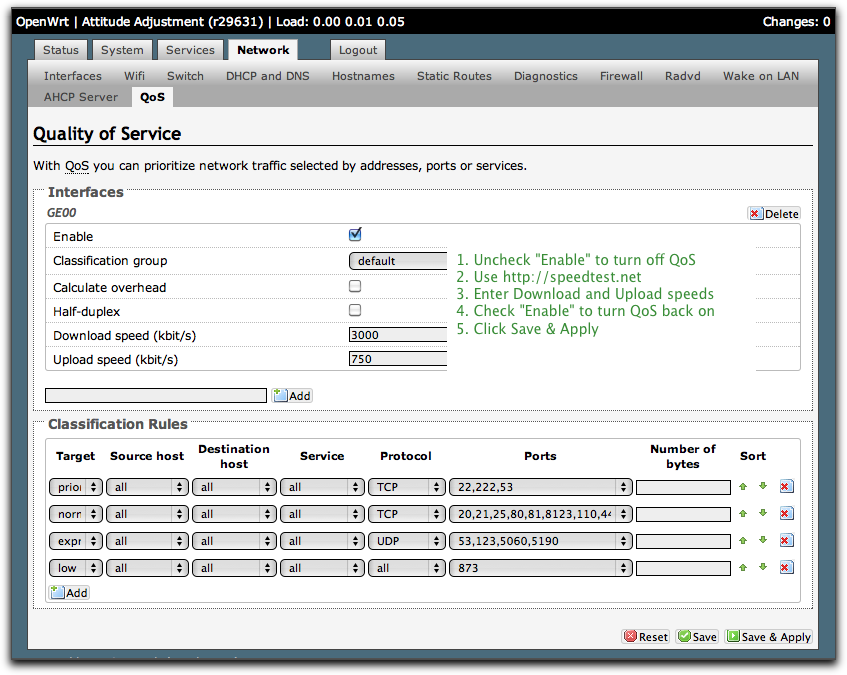 OpenWrt | Attitude Adjustment (r29631) | Load: 0.00 0.01 0.05 Changes: 0
Status System Services Network Logout
Interfaces Wifi Switch DHCP and DNS Hostnames Static Routes Diagnostics Firewall Radvd Wake on LAN
AHCP Server QoS
Quality of Service
With QoS you can prioritize network traffic selected by addresses, ports or services.
Interfaces
GE00 Delete
Enable
Classification group default
Calculate overhead
Half-duplex
Download speed (kbit/s) 3000
Upload speed (kbit/s) 750
1. Uncheck "Enable" to turn off QoS
2. Use http://speedtest.net
3. Enter Download and Upload speeds
4. Check "Enable" to turn QoS back on
5. Click Save & Apply
Add
Classification Rules
Target Source host Destination host Service Protocol Ports Number of bytes Sort
prior all all all TCP 22,222,53
norn all all all TCP 20,21,25,80,81,8123,110,44
expr all all all UDP 53,123,5060,5190
low all all all all 873
Add
Reset Save Save & Apply